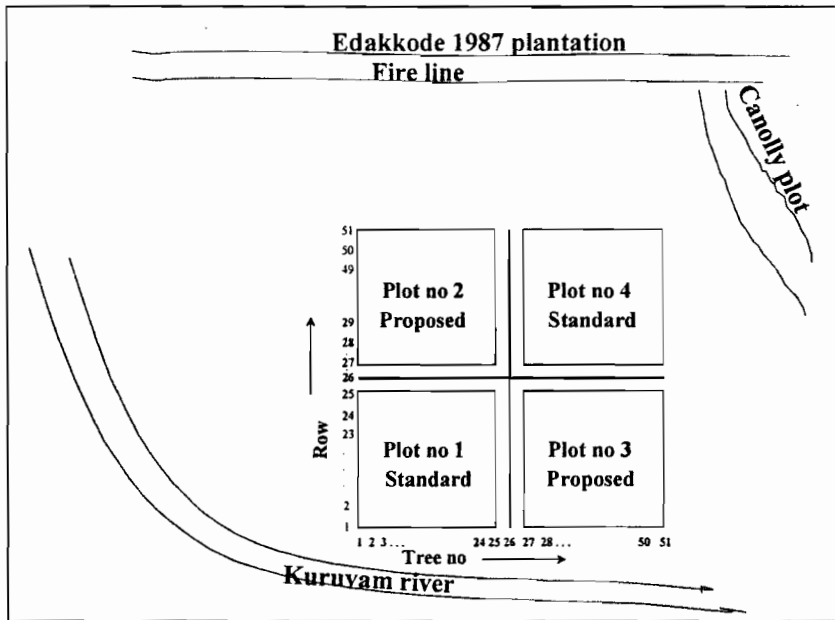 Edakkode 1987 plantation
Fire line
Canolly plot
51
50
49
Plot no 2
Proposed
Plot no 4
Standard
29
28
27
26
25
24
23
Plot no 1
Standard
Plot no 3
Proposed
Row
2
1
1 2 3... 24 25 26 27 28... 50 51
Tree no
Kuruvam river